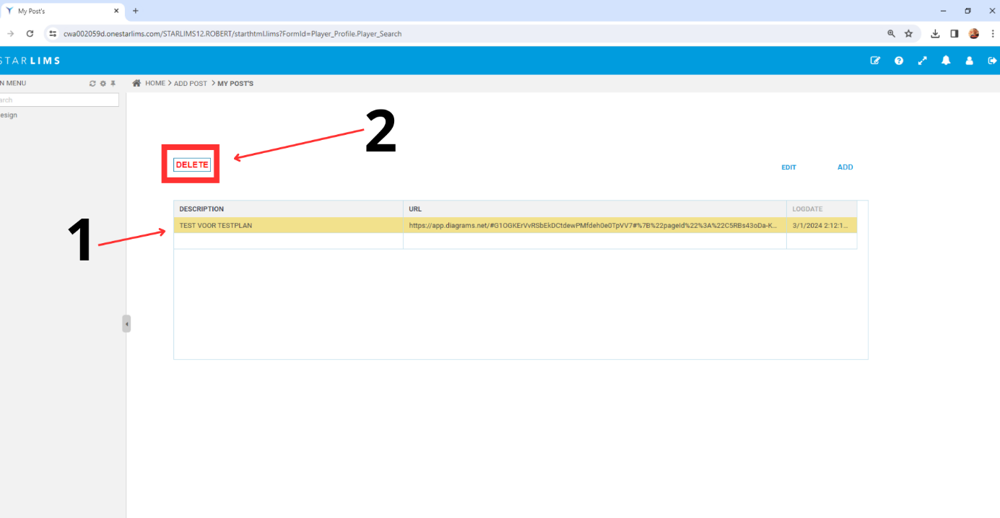 My Post's
cwa002059d.onestarlims.com/STARLIMS12.ROBERT/starthtml.lims?FormId=Player_Profile.Player_Search
STARLIMS
N MENU
HOME > ADD POST > MY POST'S
arch
esign
2
DELETE
EDIT
ADD
1
DESCRIPTION URL LOGDATE
TEST VOOR TESTPLAN https://app.diagrams.net/#G1OGKErVvRSbEkDCtdewPMfdeh0e0TpVV7#%7B%22pageId%22%3A%22C5RBs43oDa-K... 3/1/2024 2:12:1...